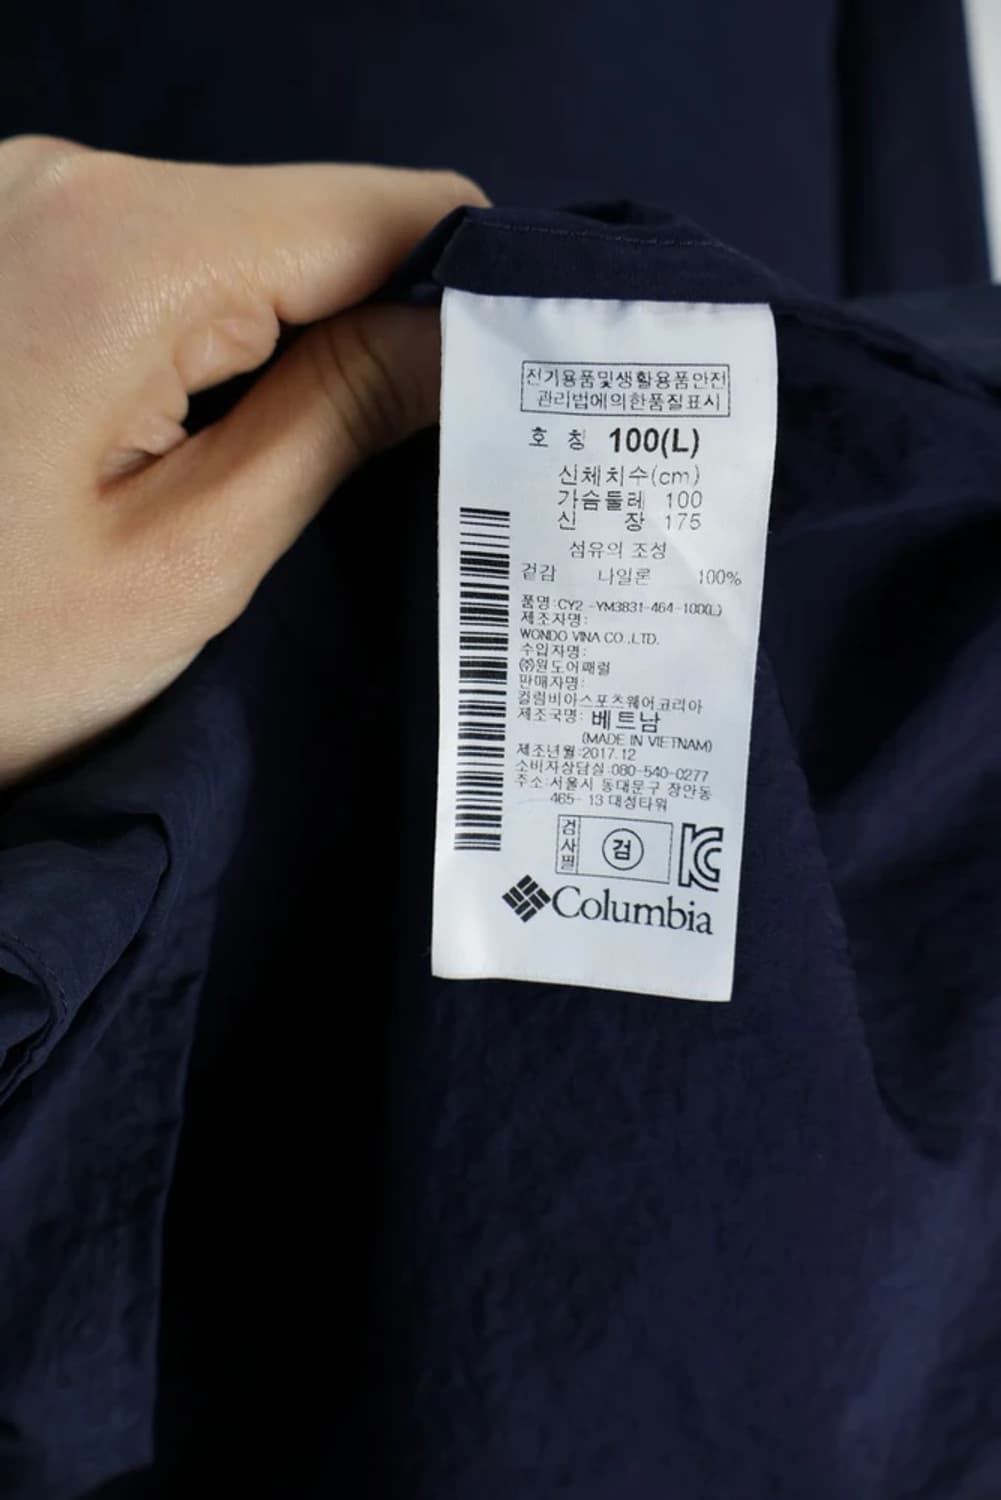 전기용품및생활용품안전
관리법에의한품질표시
호 칭 100(L)
신체치수(cm)
가슴둘레 100
신 장 175
섬유의 조성
겉감 나일론 100%
품명:CY2 -YM3831-464-100(L)
제조자명:
WONDO VINA CO.,LTD.
수입자명:
㈜원도어패럴
판매자명:
컬럼비아스포츠웨어코리아
제조국명: 베트남
(MADE IN VIETNAM)
제조년월:2017.12
소비자상담실:080-540-0277
주소:서울시 동대문구 장안동
465- 13 대성타워
검사필
검
KC
Columbia